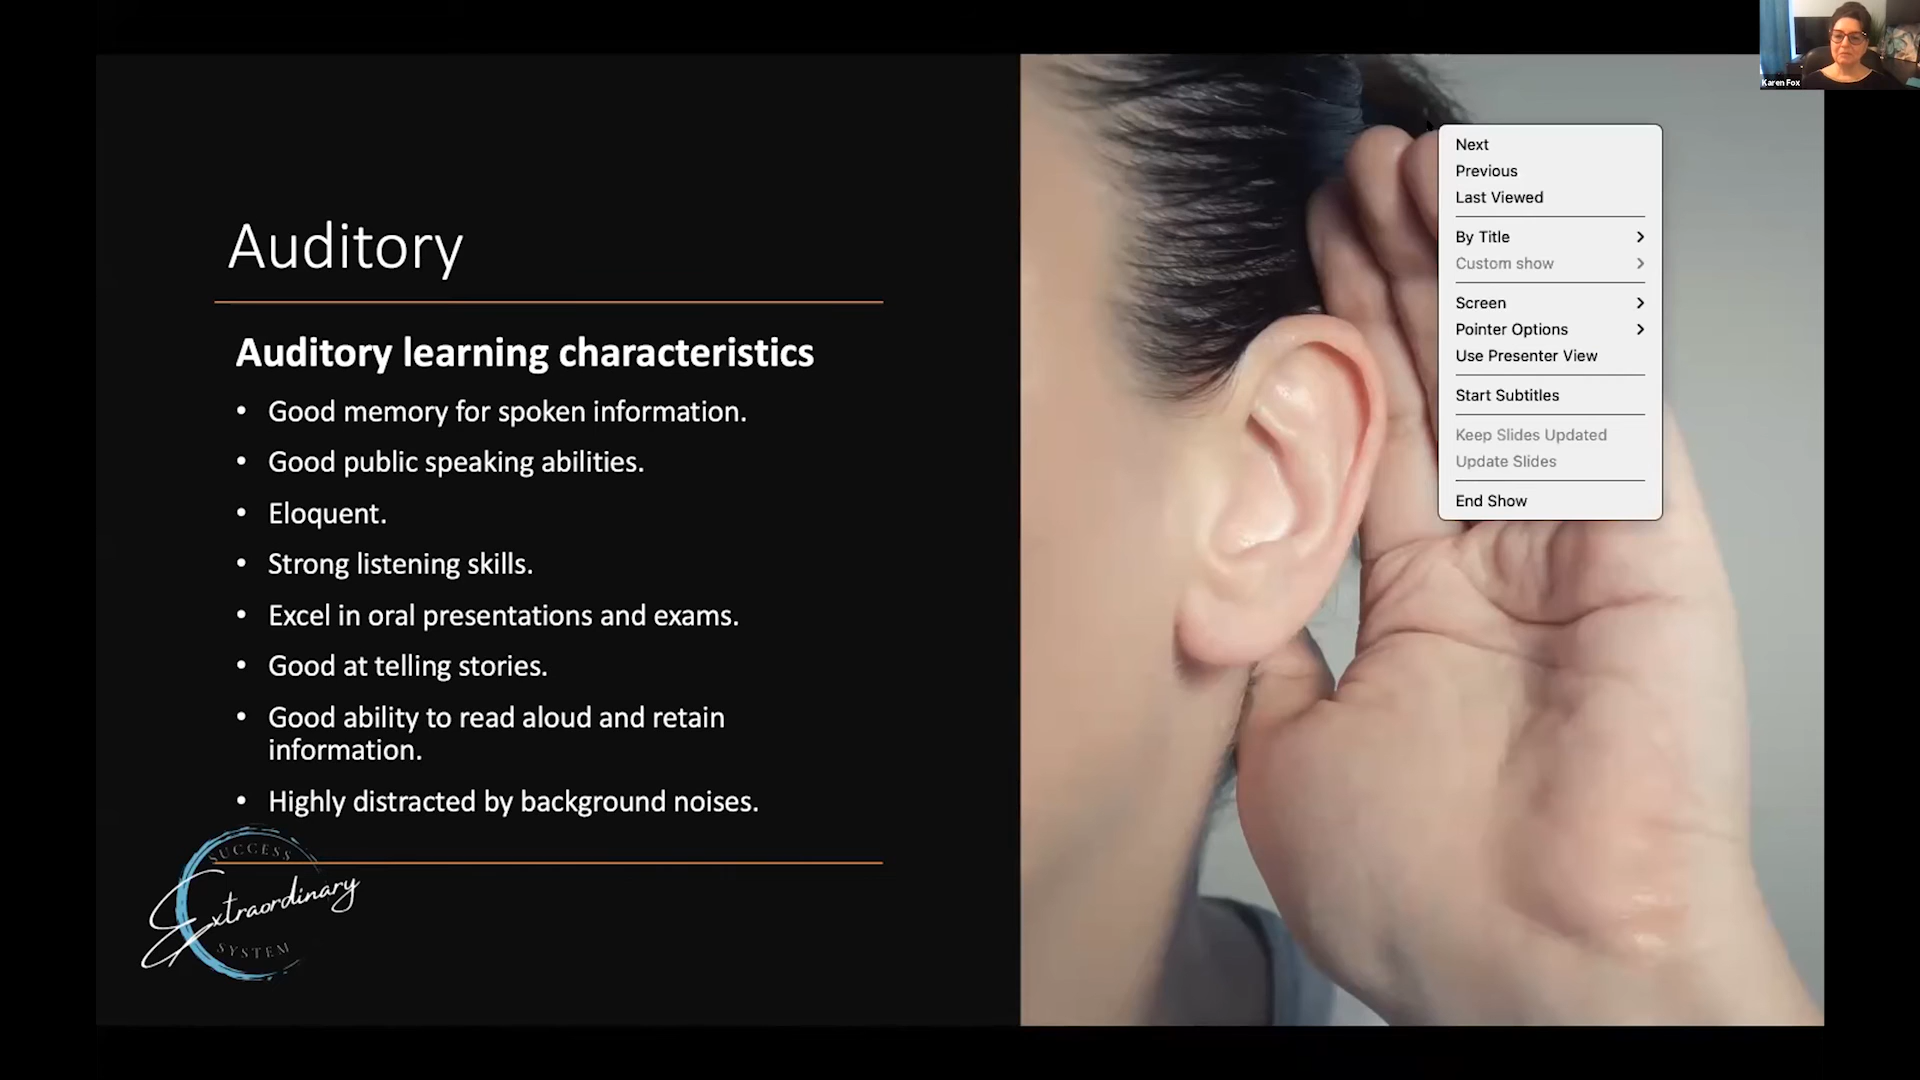 Karen Fox
Auditory
Auditory learning characteristics
• Good memory for spoken information.
• Good public speaking abilities.
• Eloquent.
• Strong listening skills.
• Excel in oral presentations and exams.
• Good at telling stories.
• Good ability to read aloud and retain
information.
• Highly distracted by background noises.
SUCCESS
Extraordinary
SYSTEM
Next
Previous
Last Viewed
By Title
Custom show
Screen
Pointer Options
Use Presenter View
Start Subtitles
Keep Slides Updated
Update Slides
End Show